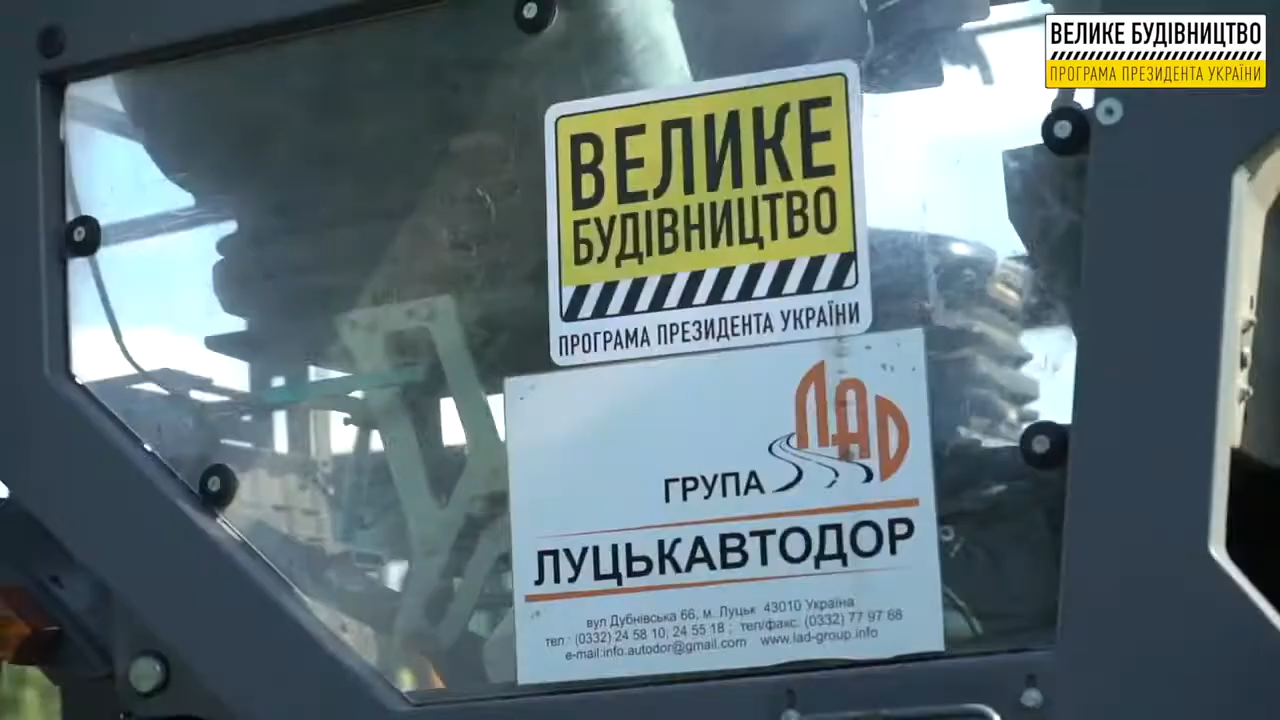 ВЕЛИКЕ БУДІВНИЦТВО
ПРОГРАМА ПРЕЗИДЕНТА УКРАЇНИ
ВЕЛИКЕ
БУДІВНИЦТВО
ПРОГРАМА ПРЕЗИДЕНТА УКРАЇНИ
ЛАД
ГРУПА
ЛУЦЬКАВТОДОР
вул Дубнівська 66, м. Луцьк 43010 Україна
тел.: (0332) 24 58 10; 24 55 18 ; тел/факс. (0332) 77 97 68
e-mail:info.autodor@gmail.com www.lad-group.info